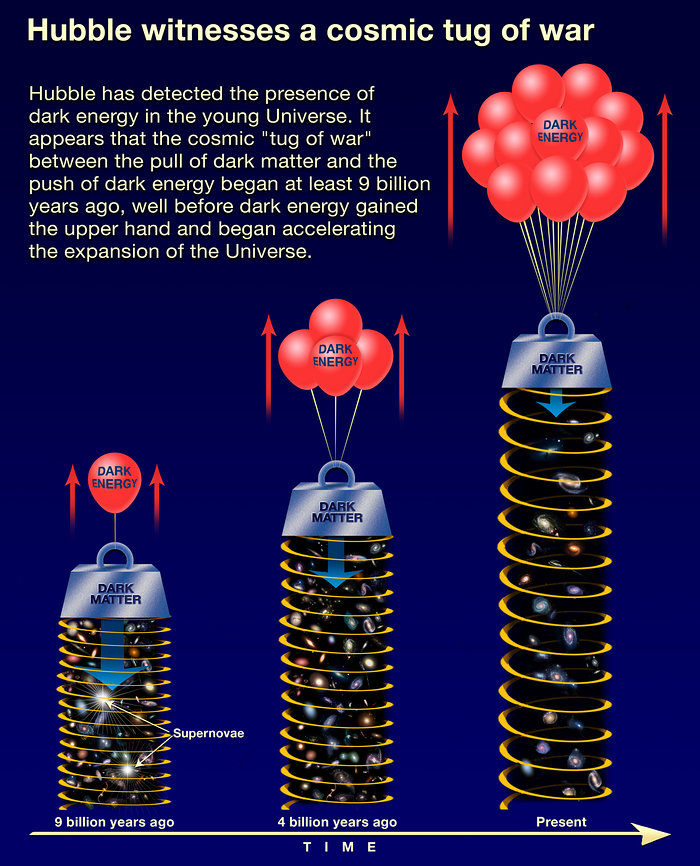 Hubble witnesses a cosmic tug of war
Hubble has detected the presence of
dark energy in the young Universe. It
appears that the cosmic "tug of war"
between the pull of dark matter and the
push of dark energy began at least 9 billion
years ago, well before dark energy gained
the upper hand and began accelerating
the expansion of the Universe.
DARK
ENERGY
DARK
MATTER
DARK
ENERGY
DARK
MATTER
DARK
ENERGY
DARK
MATTER
Supernovae
9 billion years ago
4 billion years ago
Present
TIME